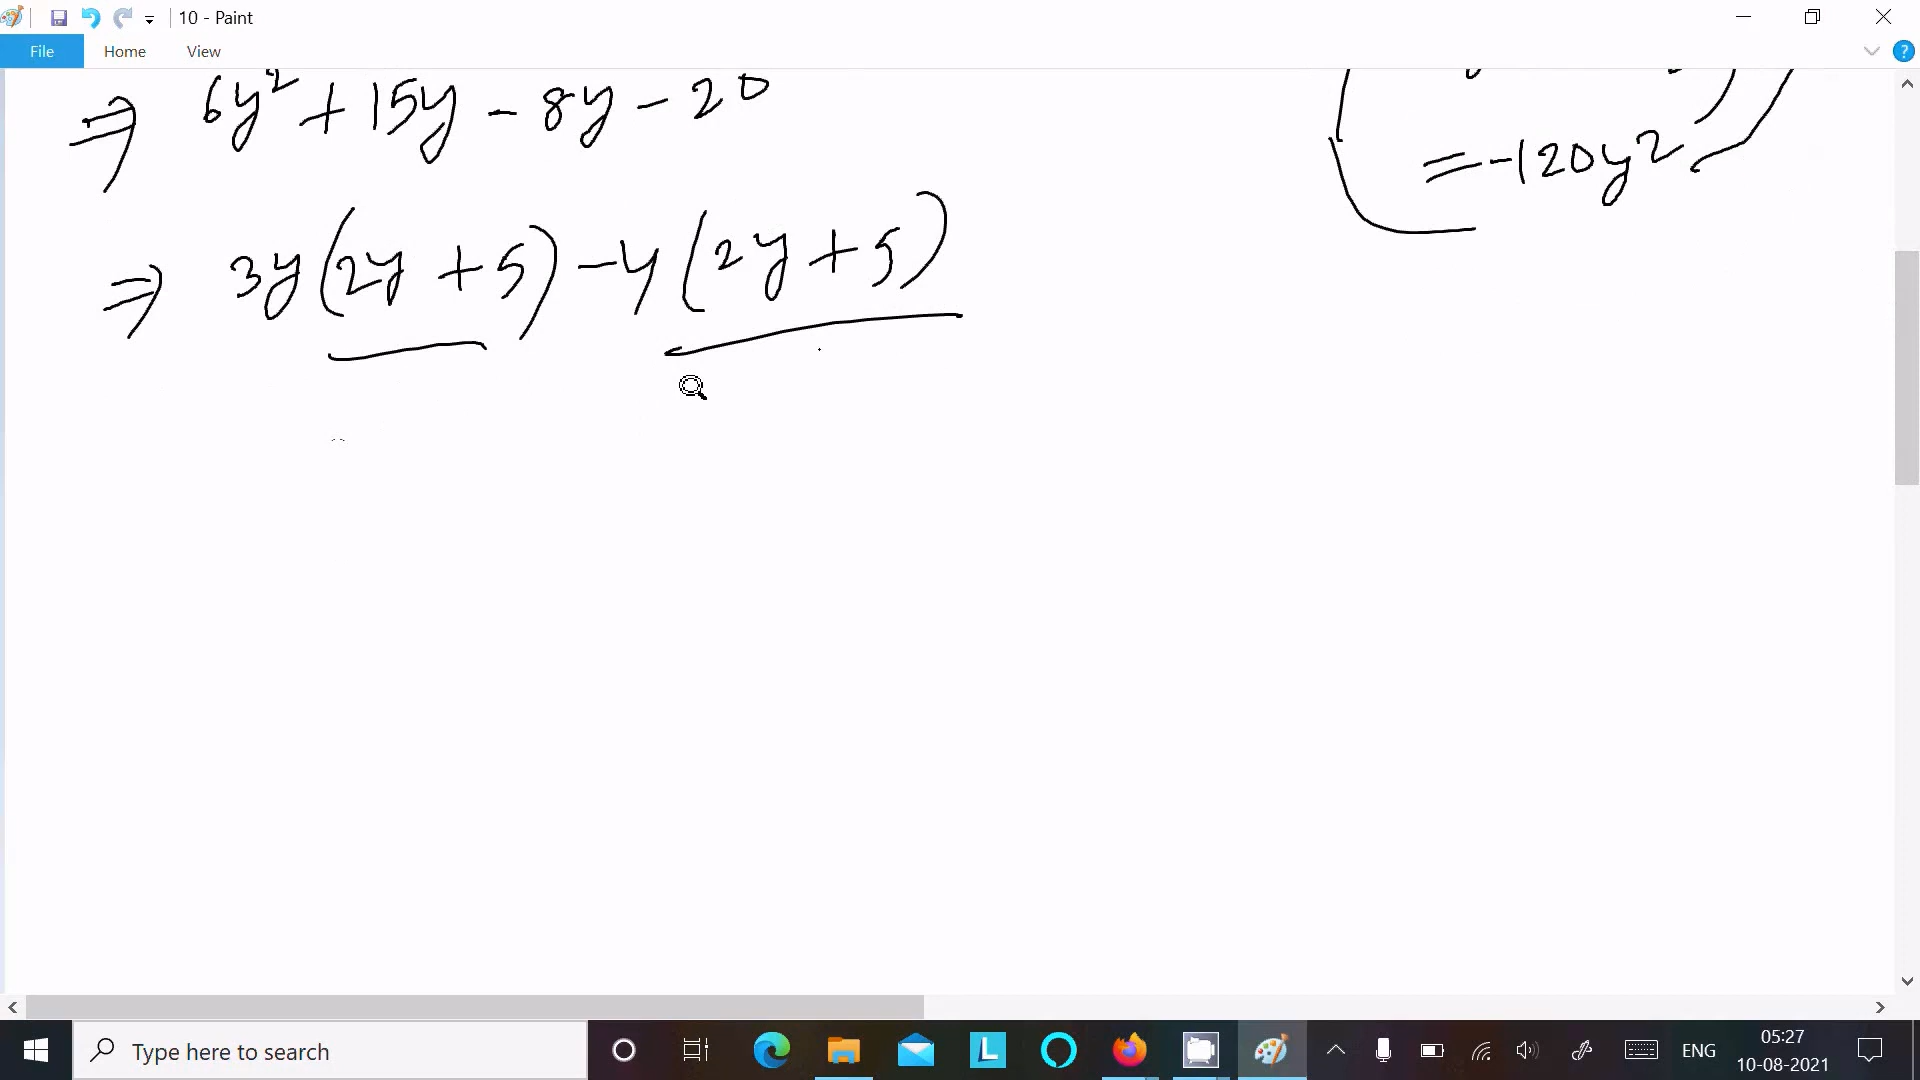 10 - Paint
File Home View
⇒ 6y² + 15y - 8y - 20
= -120y²
⇒ 3y(2y + 5) - 4(2y + 5)
Type here to search
ENG
05:27
10-08-2021